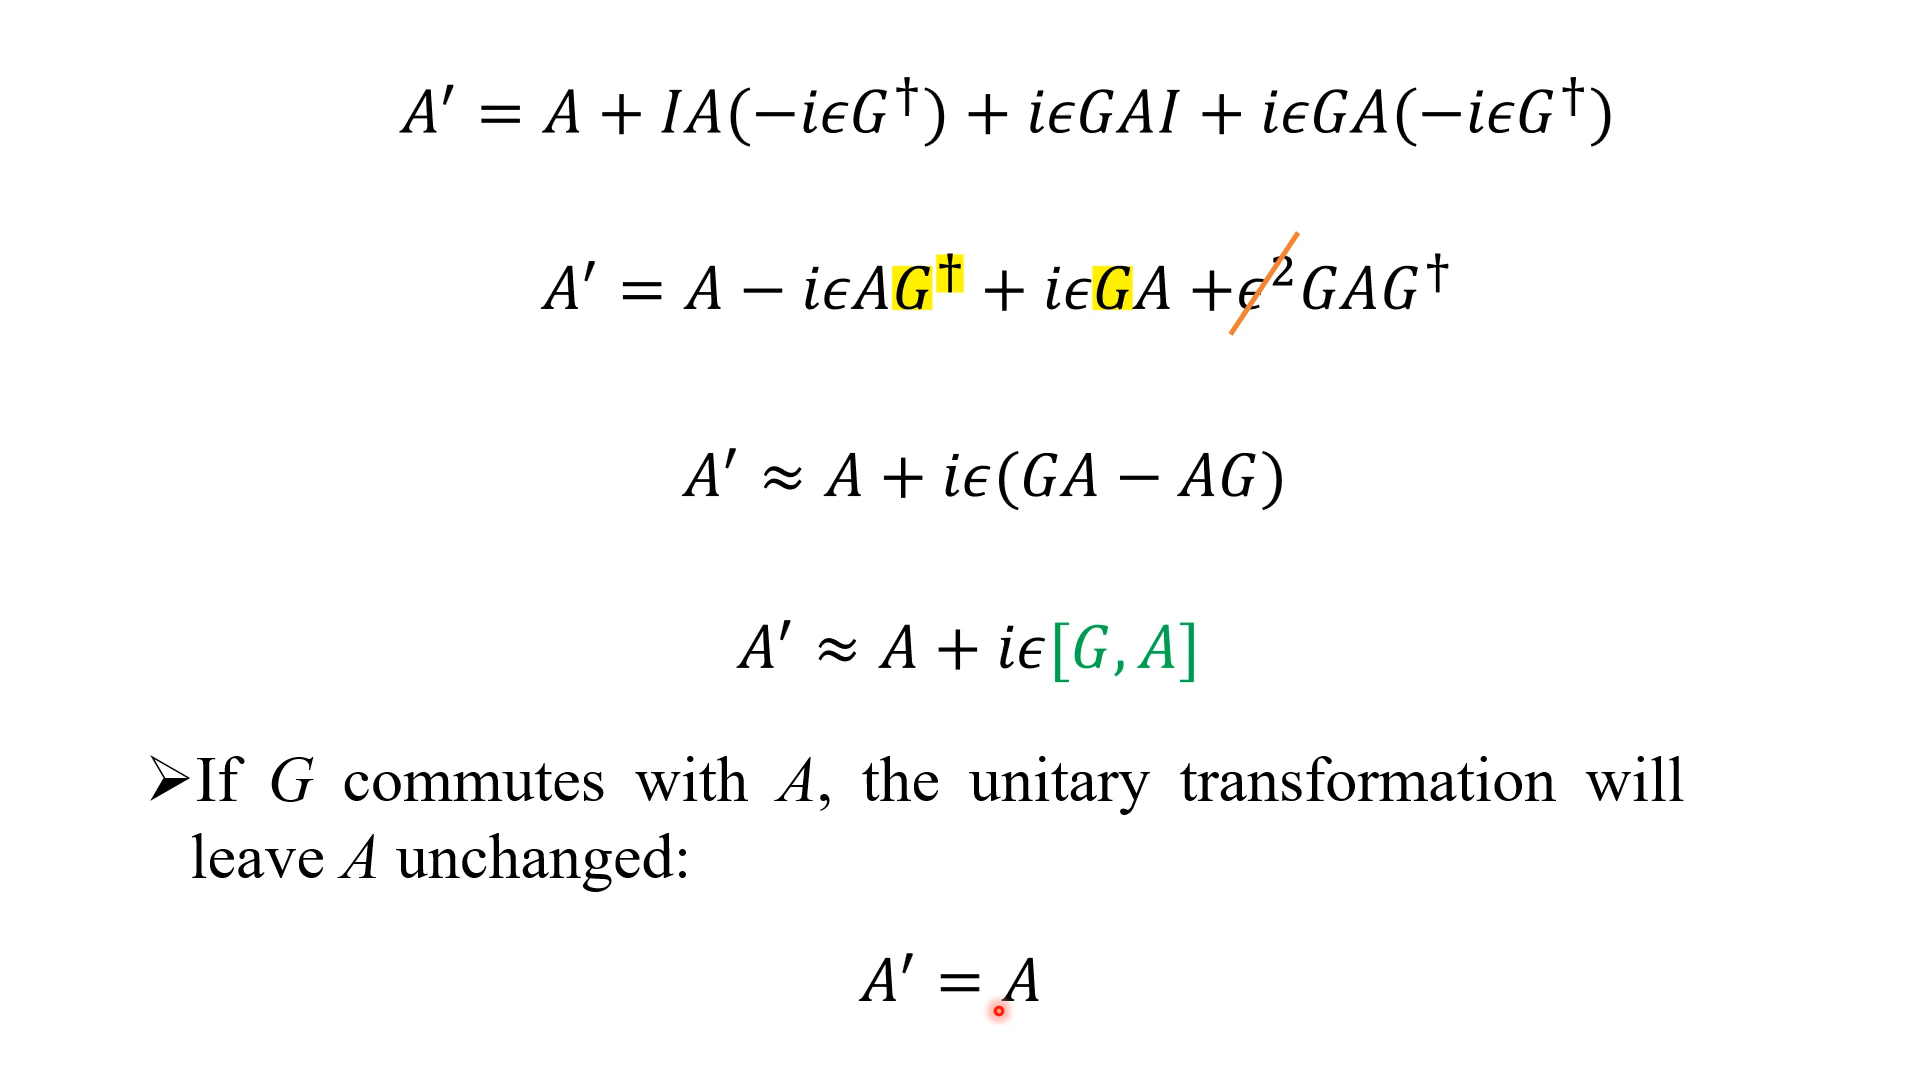 A′ = A + IA(−iϵG†) + iϵGAI + iϵGA(−iϵG†)
A′ = A − iϵAG† + iϵGA +ϵ²GAG†
A′ ≈ A + iϵ(GA − AG)
A′ ≈ A + iϵ[G, A]
➢If G commutes with A, the unitary transformation will
leave A unchanged:
A′ = A